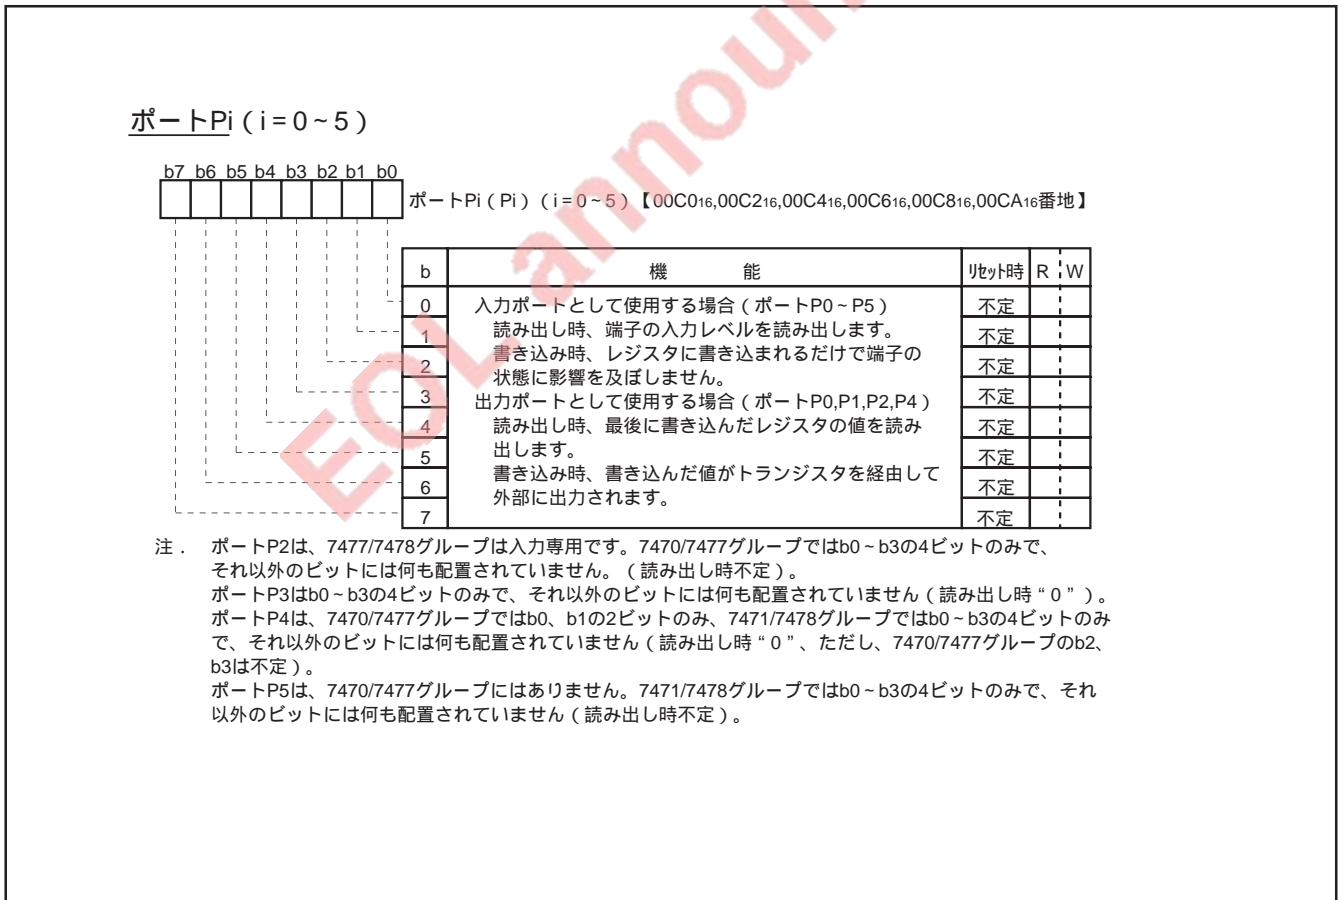 EOL announ
ポートPi（i=0~5）
b7 b6 b5 b4 b3 b2 b1 b0
ポートPi（Pi）（i=0~5）【00C016,00C216,00C416,00C616,00C816,00CA16番地】
b 機 能 リセット時 R W
0 入力ポートとして使用する場合（ポートP0~P5） 不定
1 読み出し時、端子の入力レベルを読み出します。 不定
2 書き込み時、レジスタに書き込まれるだけで端子の 不定
状態に影響を及ぼしません。
3 出力ポートとして使用する場合（ポートP0,P1,P2,P4） 不定
4 読み出し時、最後に書き込んだレジスタの値を読み 不定
5 出します。 不定
書き込み時、書き込んだ値がトランジスタを経由して
6 外部に出力されます。 不定
7 不定
注． ポートP2は、7477/7478グループは入力専用です。7470/7477グループではb0~b3の4ビットのみで、
それ以外のビットには何も配置されていません。（読み出し時不定）。
ポートP3はb0~b3の4ビットのみで、それ以外のビットには何も配置されていません（読み出し時“0”）。
ポートP4は、7470/7477グループではb0、b1の2ビットのみ、7471/7478グループではb0~b3の4ビットのみ
で、それ以外のビットには何も配置されていません（読み出し時“0”、ただし、7470/7477グループのb2、
b3は不定）。
ポートP5は、7470/7477グループにはありません。7471/7478グループではb0~b3の4ビットのみで、それ
以外のビットには何も配置されていません（読み出し時不定）。